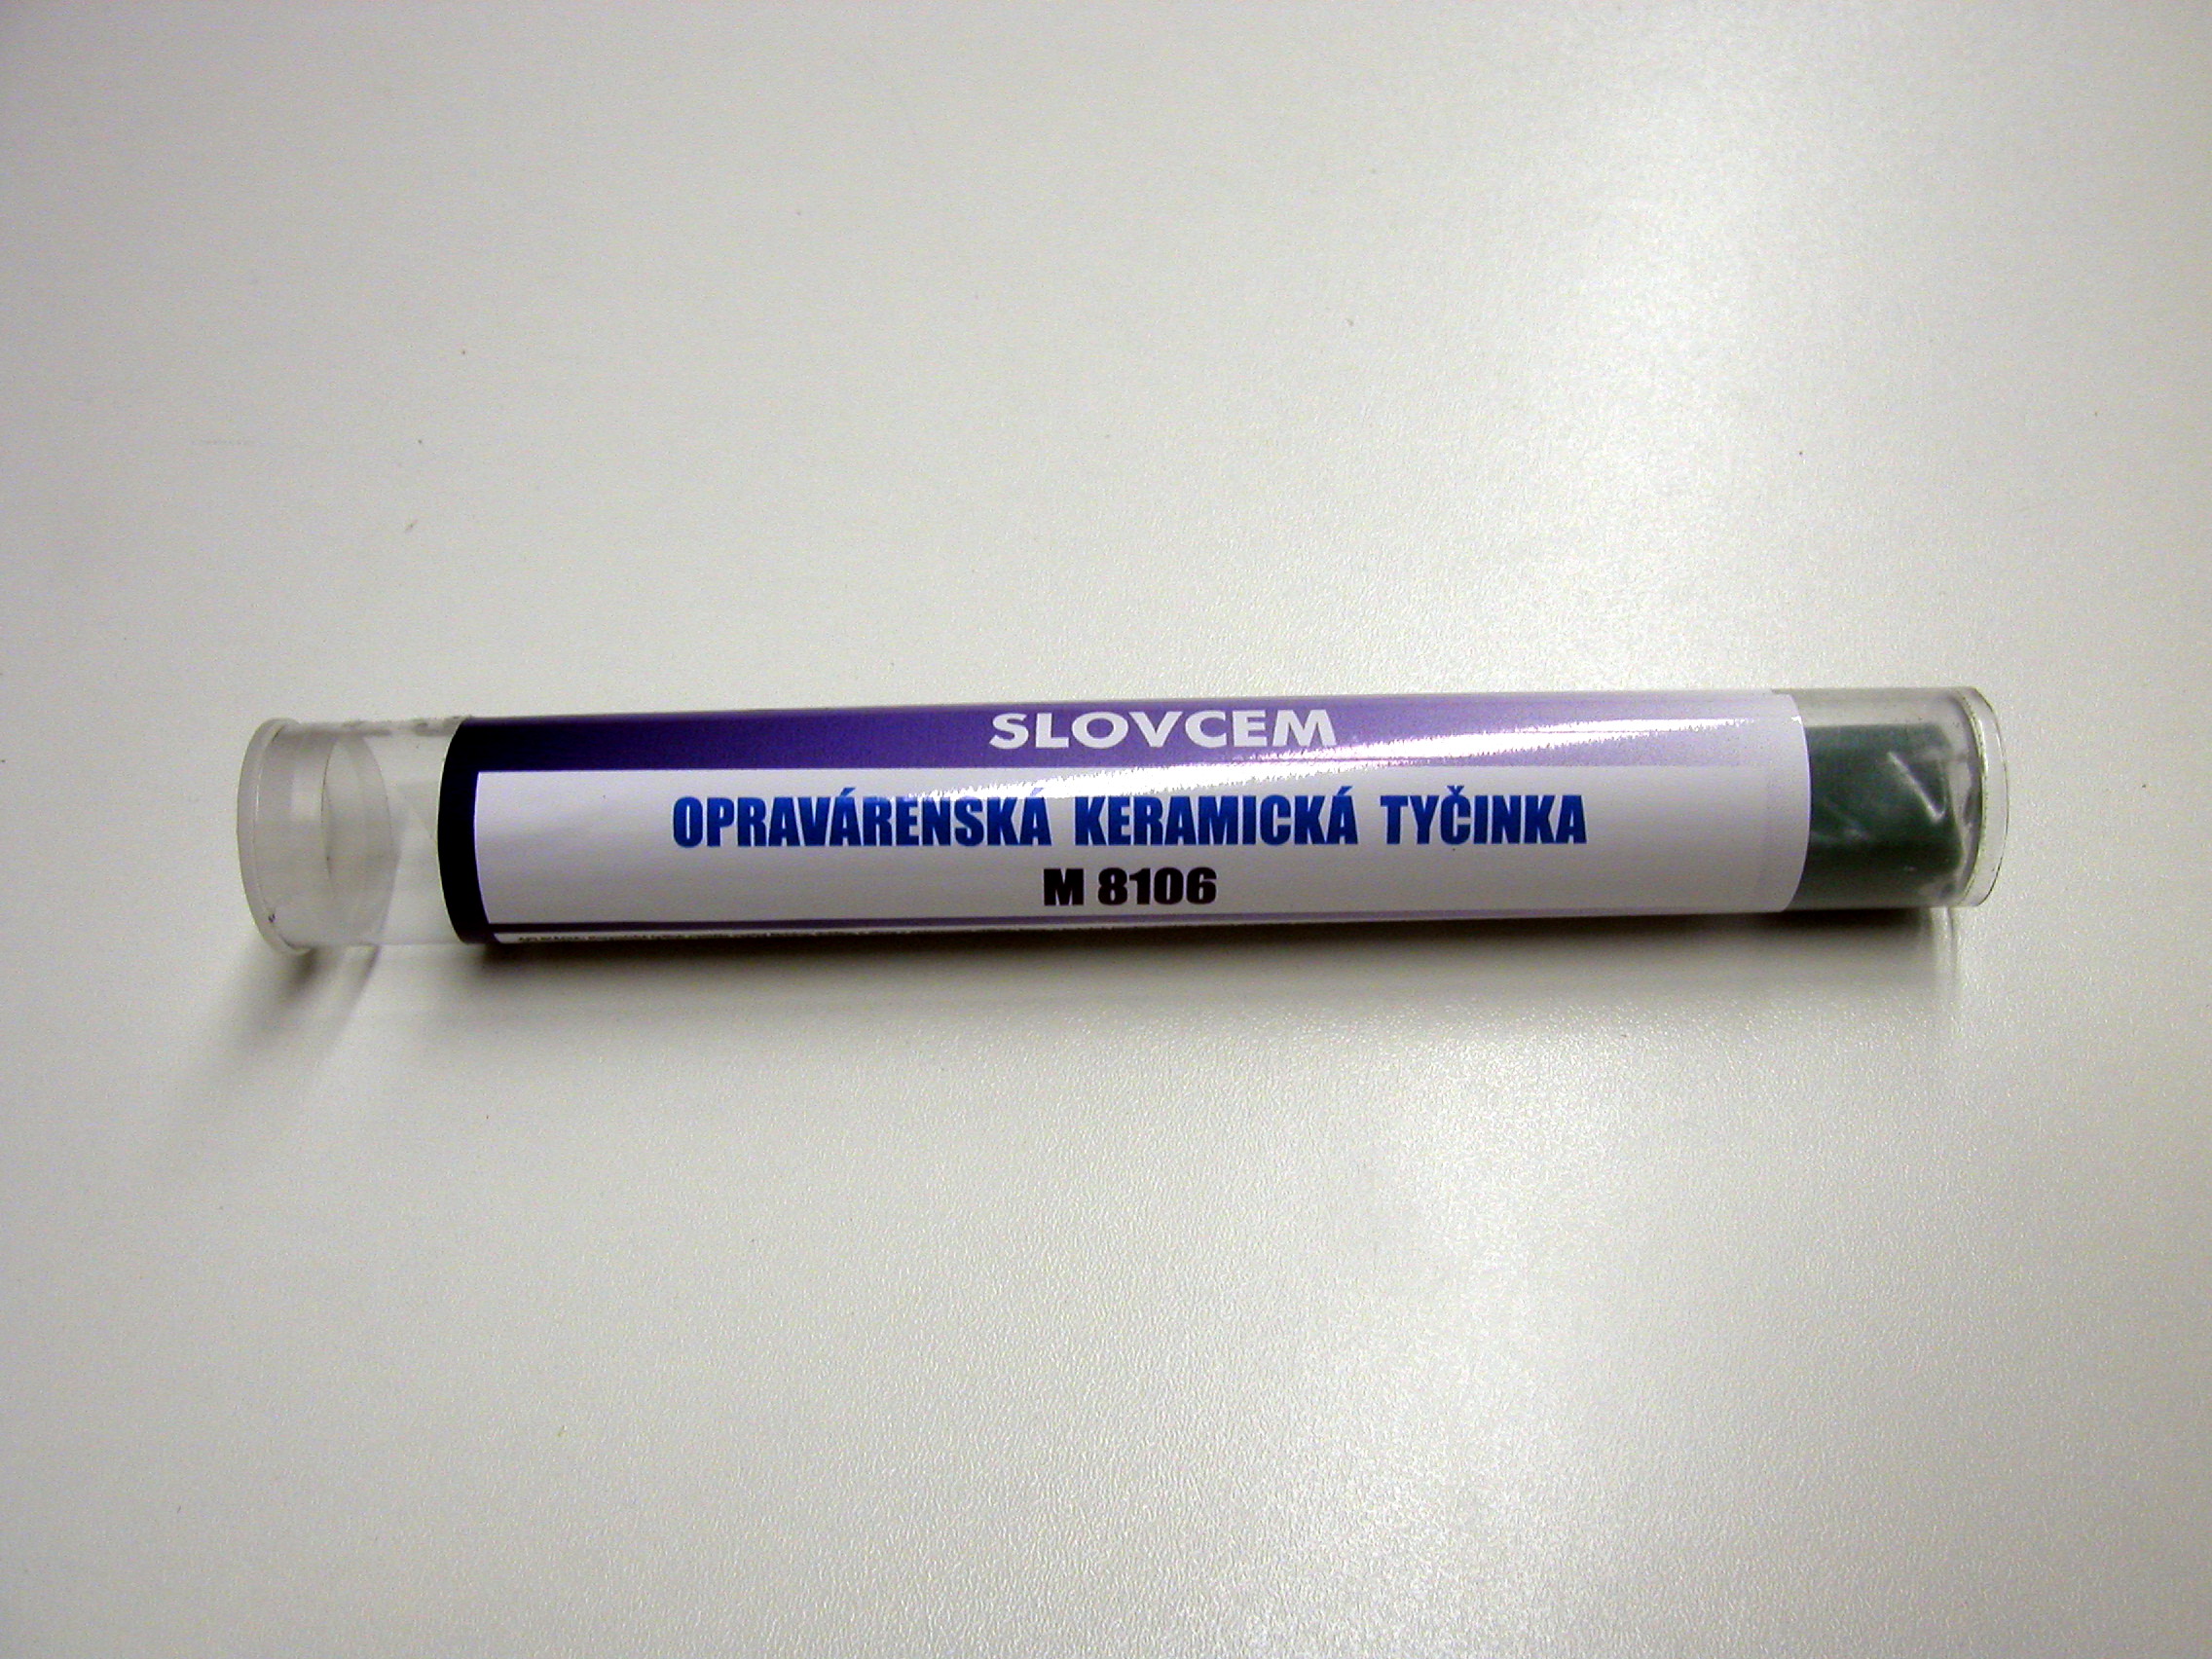 SLOVCEM
OPRAVÁRENSKÁ KERAMICKÁ TYČINKA
M 8106